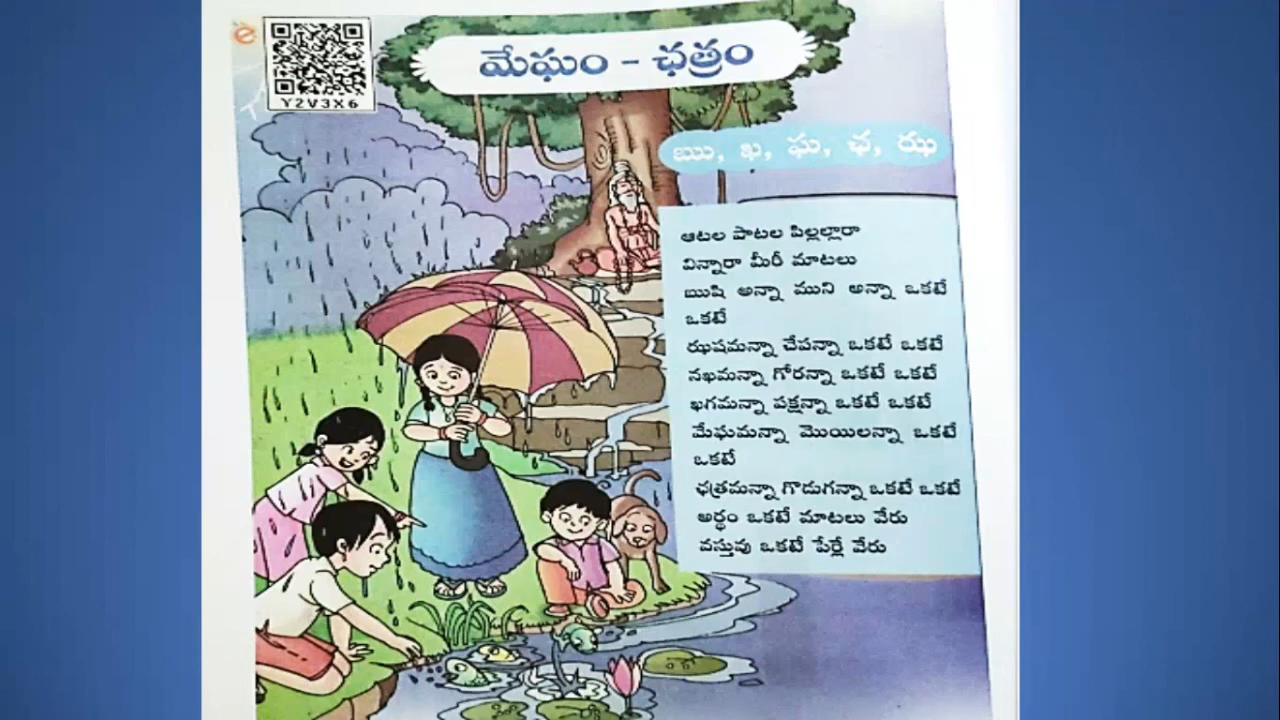 e
Y2V3X6
మేఘం - ఛత్రం
ఋ, ఖ, ఘ, ఛ, ఝ
ఆటల పాటల పిల్లల్లారా
విన్నారా మీరీ మాటలు
ఋషి అన్నా ముని అన్నా ఒకటే
ఒకటే
ఝషమన్నా చేపన్నా ఒకటే ఒకటే
నఖమన్నా గోరన్నా ఒకటే ఒకటే
ఖగమన్నా పక్షన్నా ఒకటే ఒకటే
మేఘమన్నా మొయిలన్నా ఒకటే
ఒకటే
ఛత్రమన్నా గొడుగన్నా ఒకటే ఒకటే
అర్థం ఒకటే మాటలు వేరు
వస్తువు ఒకటే పేర్లే వేరు